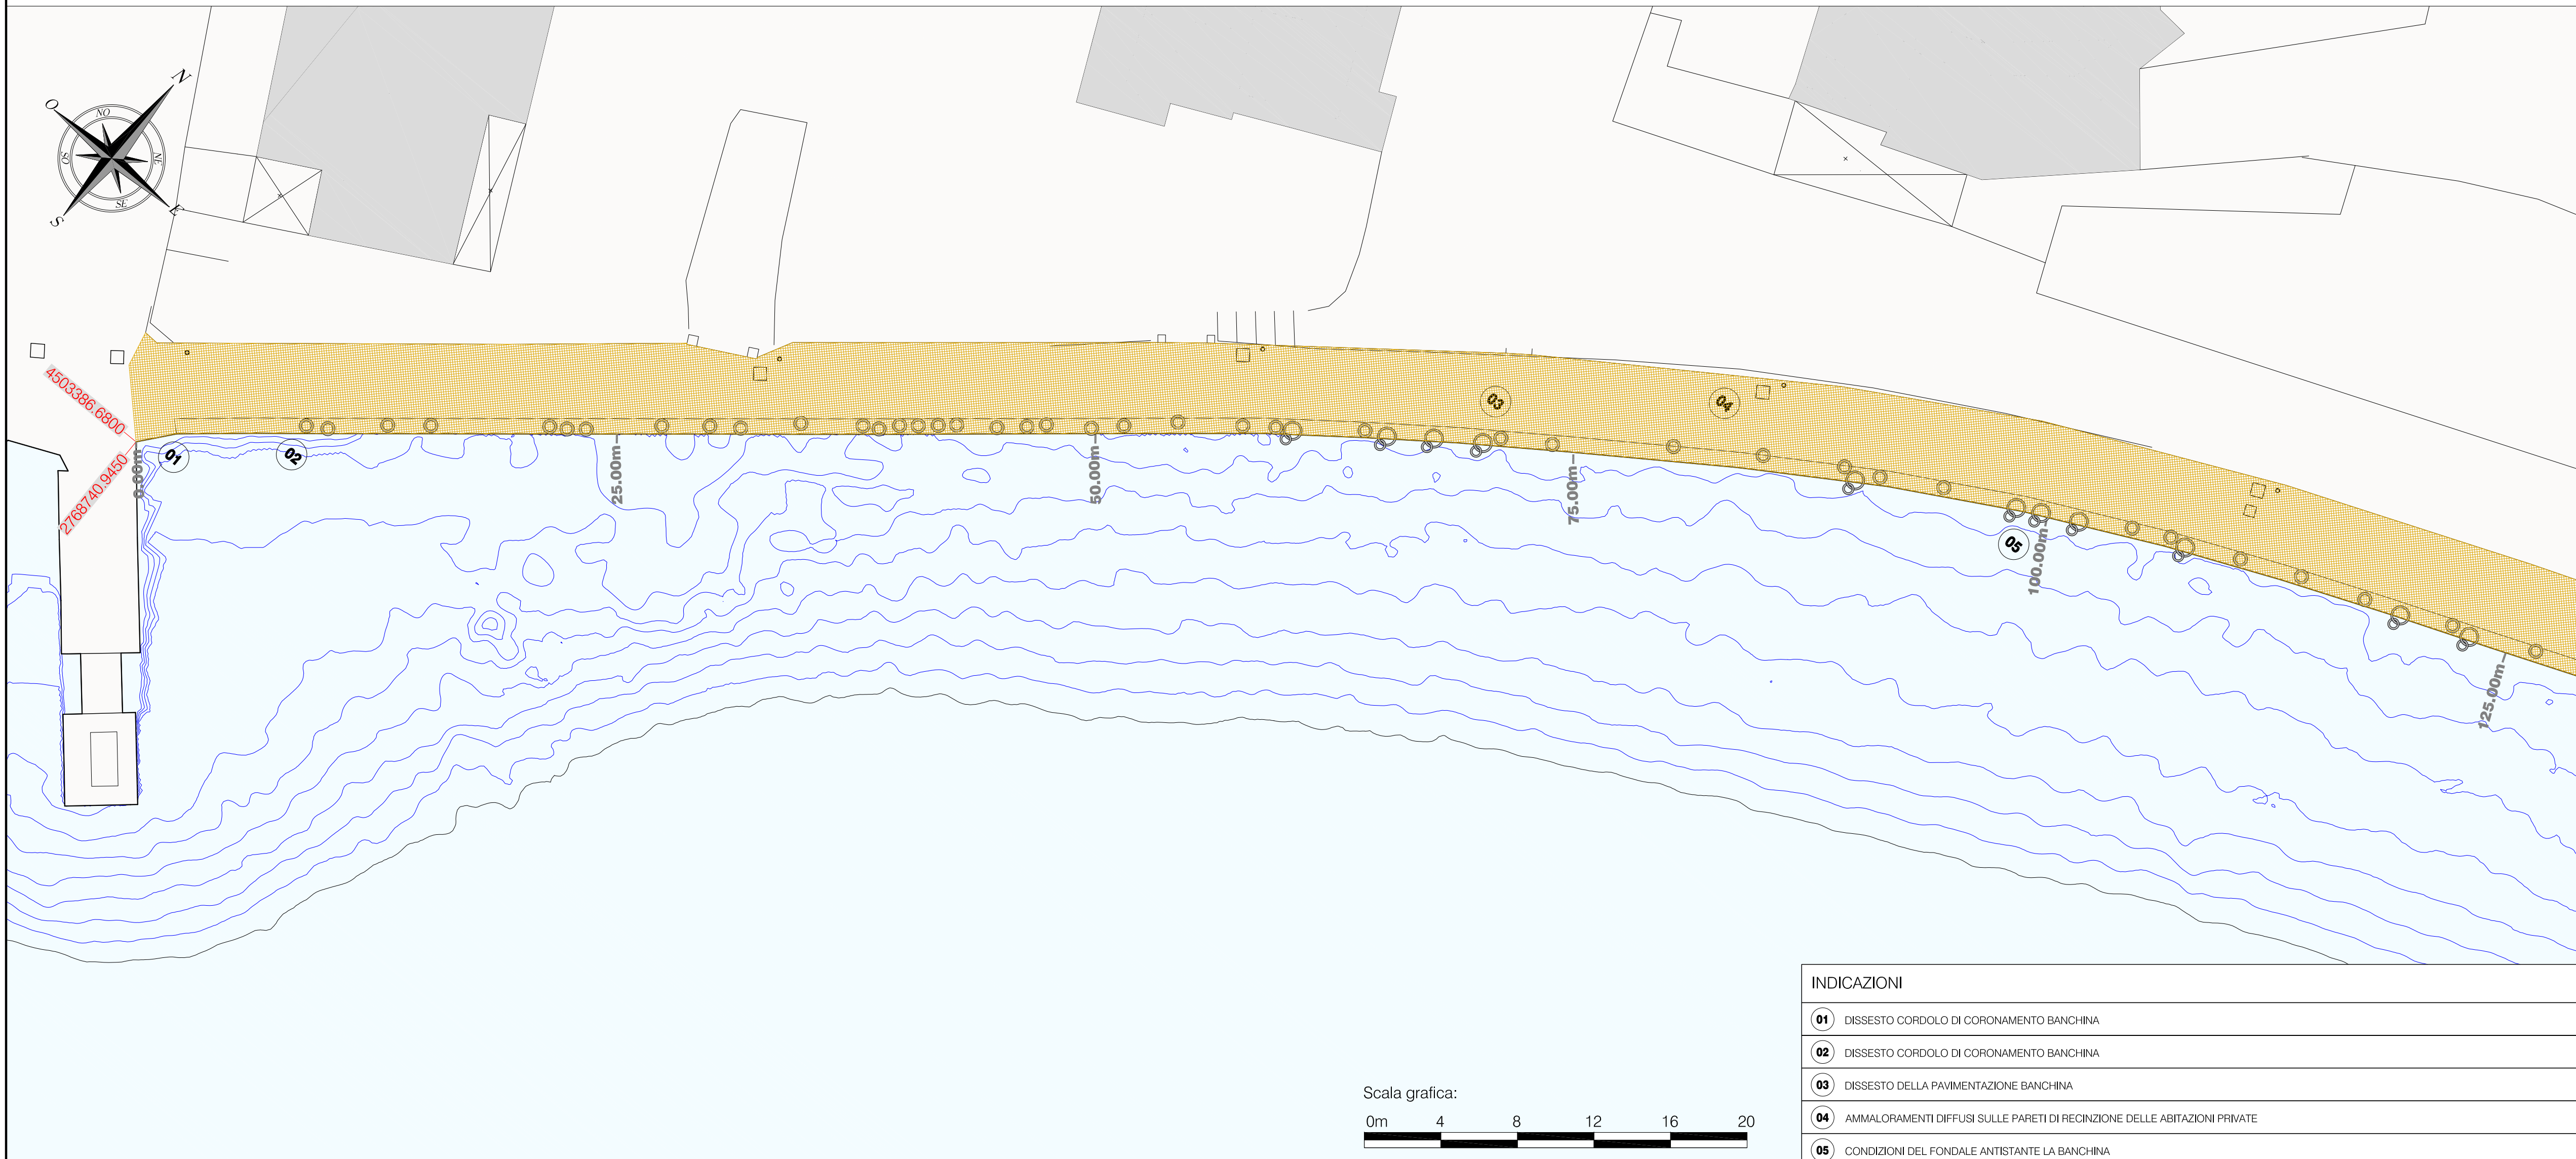 N
O
NO
NE
SO
SE
S
E
4503386.6800
2768740.9450
0.00m
01
02
25.00m
50.00m
03
75.00m
04
05
100.00m
125.00m
Scala grafica:
0m 4 8 12 16 20
INDICAZIONI
01 DISSESTO CORDOLO DI CORONAMENTO BANCHINA
02 DISSESTO CORDOLO DI CORONAMENTO BANCHINA
03 DISSESTO DELLA PAVIMENTAZIONE BANCHINA
04 AMMALORAMENTI DIFFUSI SULLE PARETI DI RECINZIONE DELLE ABITAZIONI PRIVATE
05 CONDIZIONI DEL FONDALE ANTISTANTE LA BANCHINA